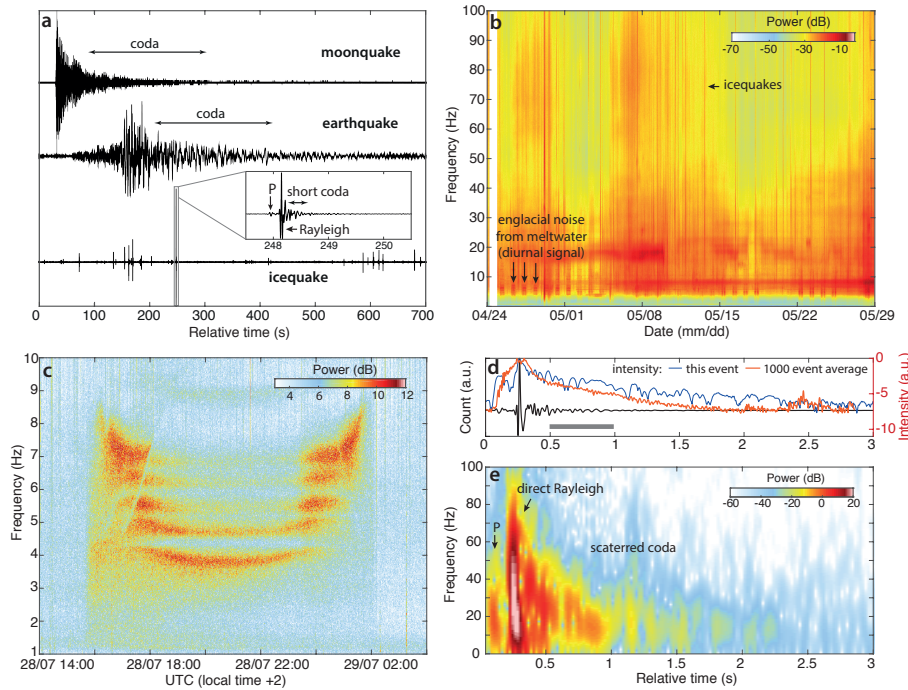 a
coda
moonquake
coda
earthquake
P
short coda
Rayleigh
248 249 250
icequake
0 100 200 300 400 500 600 700
Relative time (s)
b
Power (dB)
-70 -50 -30 -10
icequakes
englacial noise
from meltwater
(diurnal signal)
100
90
80
70
60
50
40
30
20
10
Frequency (Hz)
04/24 05/01 05/08 05/15 05/22 05/29
Date (mm/dd)
c
Power (dB)
4 6 8 10 12
10
9
8
7
6
5
4
3
2
1
Frequency (Hz)
28/07 14:00 28/07 18:00 28/07 22:00 29/07 02:00
UTC (local time +2)
d
intensity: this event 1000 event average
Count (a.u.)
0
-5
-10
Intensity (a.u.)
0 0.5 1 1.5 2 2.5 3
e
Power (dB)
-60 -40 -20 0 20
direct Rayleigh
P
scaterred coda
100
80
60
40
20
0
Frequency (Hz)
0.5 1 1.5 2 2.5 3
Relative time (s)